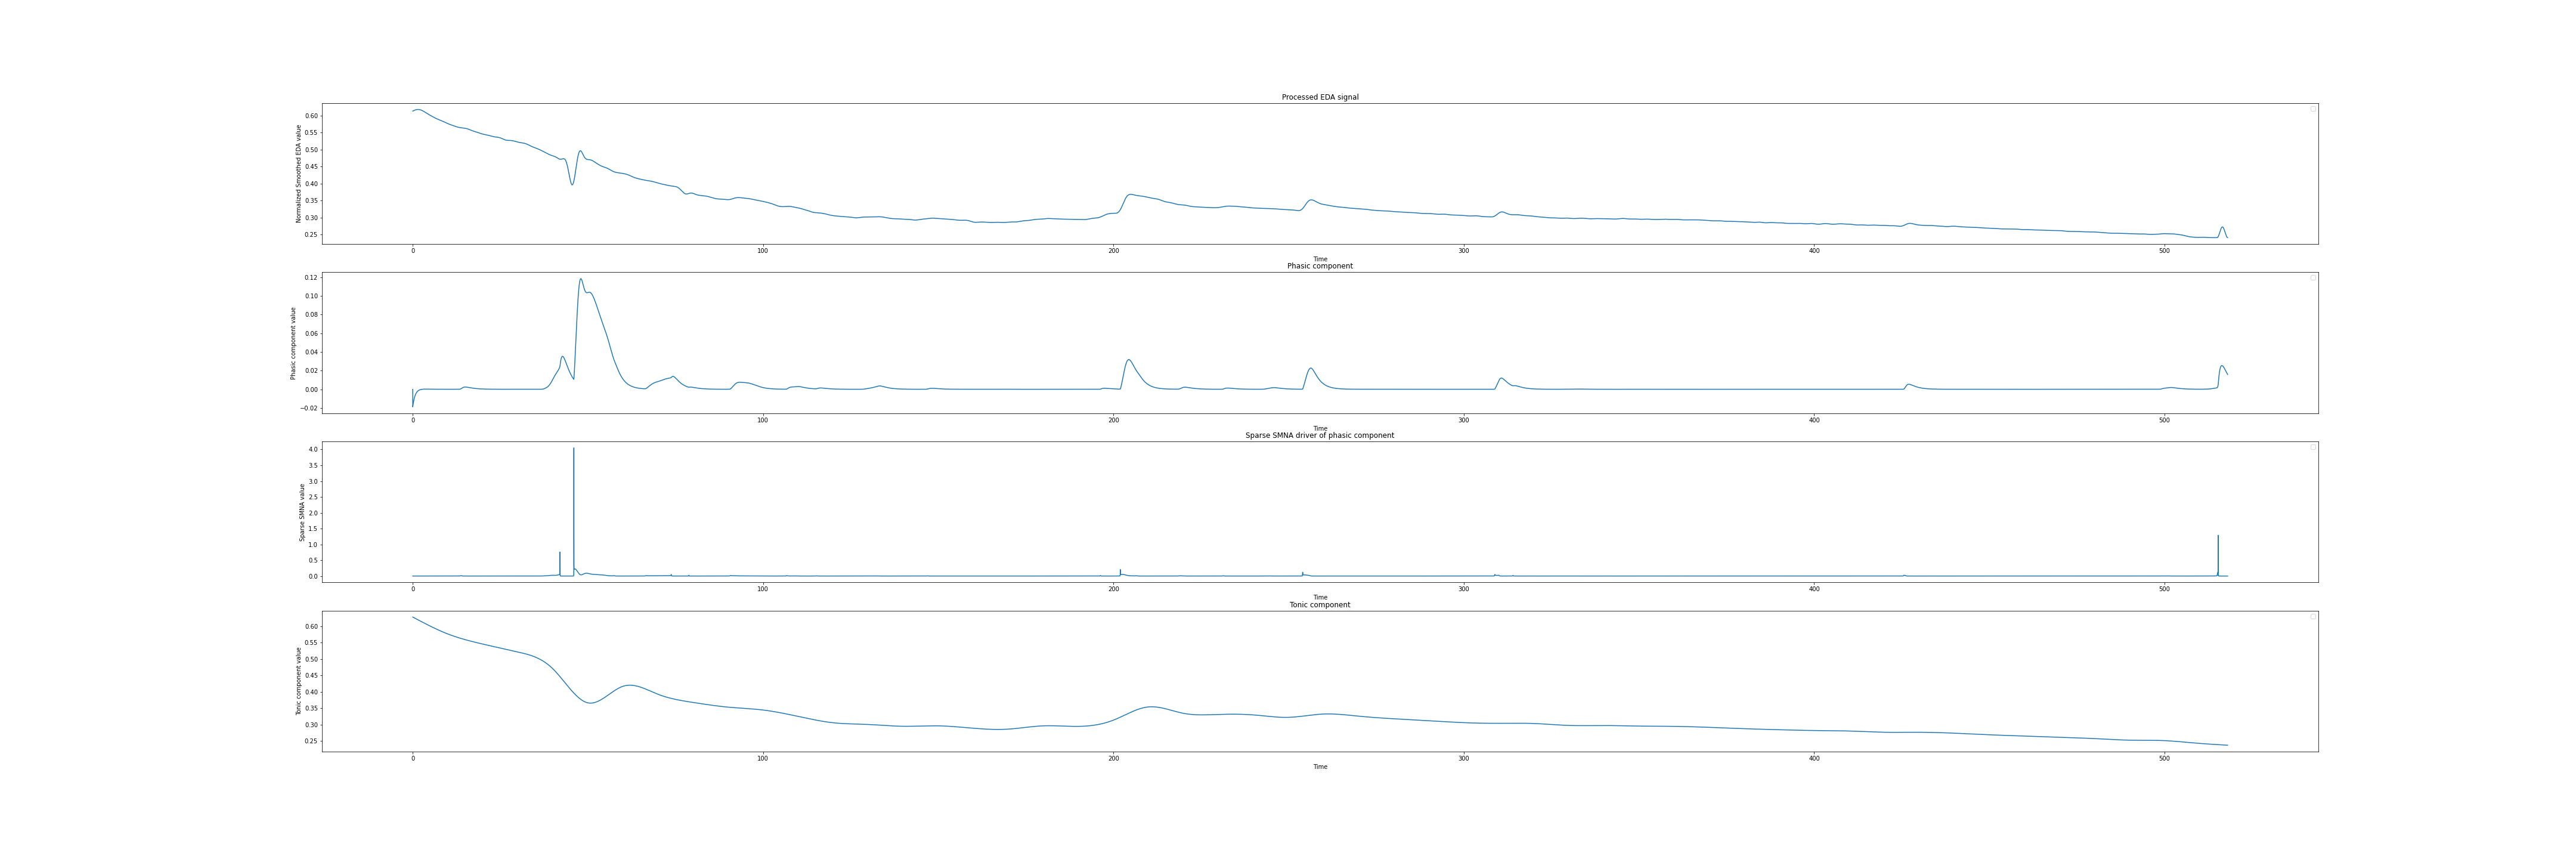 Processed EDA signal
Normalized Smoothed EDA value
0.60
0.55
0.50
0.45
0.40
0.35
0.30
0.25
0 100 200 300 400 500
Time
Phasic component
Phasic component value
0.12
0.10
0.08
0.06
0.04
0.02
0.00
−0.02
0 100 200 300 400 500
Time
Sparse SMNA driver of phasic component
Sparse SMNA value
4.0
3.5
3.0
2.5
2.0
1.5
1.0
0.5
0.0
0 100 200 300 400 500
Time
Tonic component
Tonic component value
0.60
0.55
0.50
0.45
0.40
0.35
0.30
0.25
0 100 200 300 400 500
Time